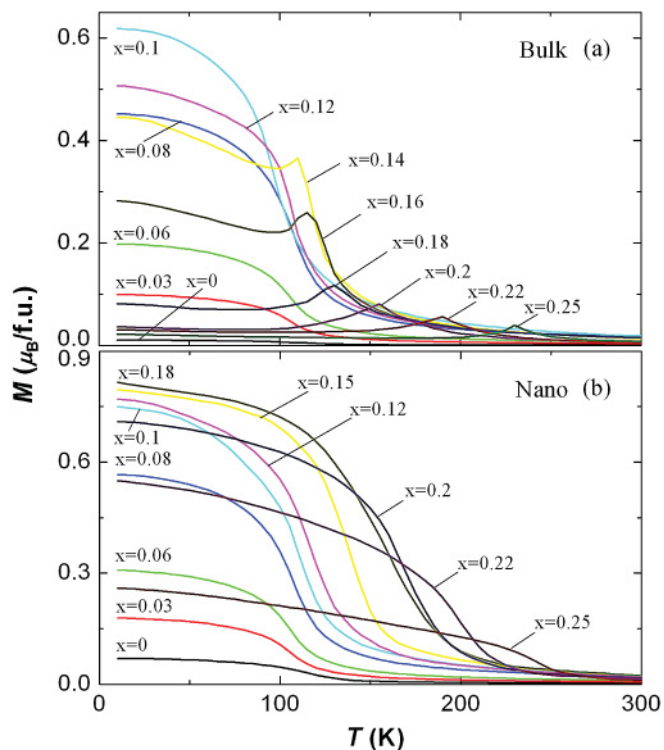 0.6
x=0.1
Bulk (a)
x=0.12
x=0.08
0.4
x=0.14
x=0.16
x=0.06
0.2
x=0.18
x=0.03
x=0
x=0.2
x=0.22
x=0.25
0.0
M (μB/f.u.)
0.9
x=0.18
x=0.15
Nano (b)
x=0.12
x=0.1
0.6
x=0.08
x=0.2
x=0.22
x=0.06
0.3
x=0.03
x=0.25
x=0
0.0
0 100 200 300
T (K)